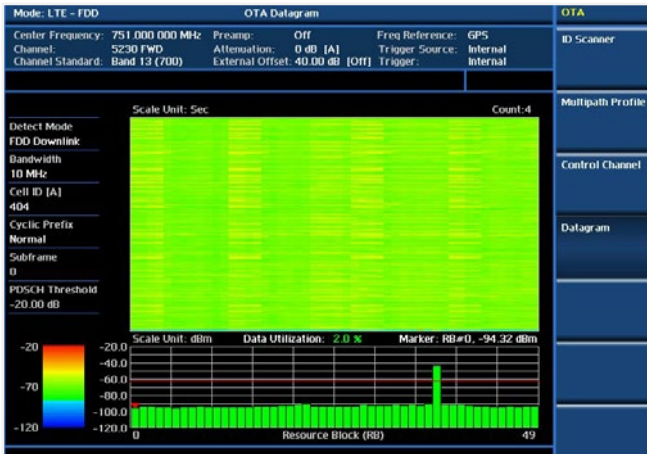 Mode: LTE - FDD
OTA Datagram
OTA
Center Frequency: 751.000 000 MHz Preamp: Off Freq Reference: GPS
Channel: 5230 FWD Attenuation: 0 dB [A] Trigger Source: Internal
Channel Standard: Band 13 (700) External Offset: 40.00 dB [Off] Trigger: Internal
ID Scanner
Multipath Profile
Control Channel
Datagram
Scale Unit: Sec Count:4
Detect Mode
FDD Downlink
Bandwidth
10 MHz
Cell ID [A]
404
Cyclic Prefix
Normal
Subframe
0
PDSCH Threshold
-20.00 dB
Scale Unit: dBm Data Utilization: 2.0 % Marker: RB#0, -94.32 dBm
-20
-70
-120
-20.0
-40.0
-60.0
-80.0
-100.0
-120.0
0 Resource Block (RB) 49